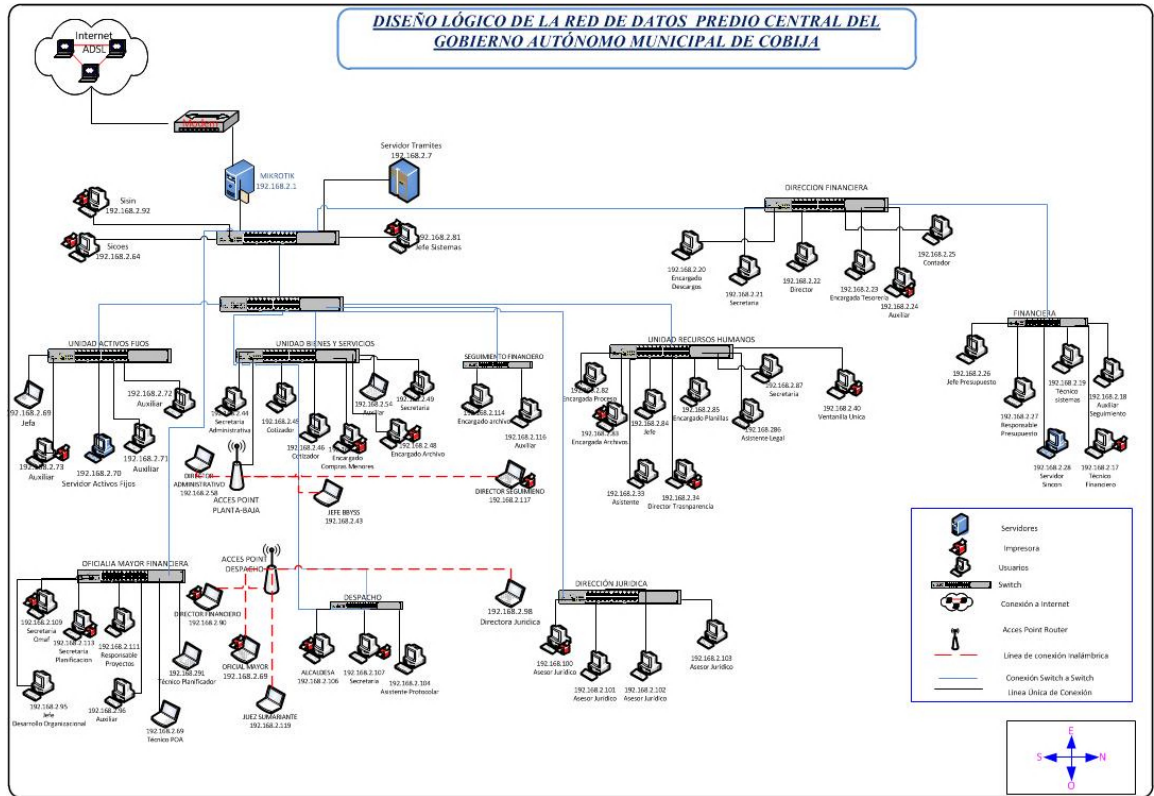 DISEÑO LÓGICO DE LA RED DE DATOS PREDIO CENTRAL DEL
GOBIERNO AUTÓNOMO MUNICIPAL DE COBIJA
Internet
ADSL
Modem
MIKROTIK
192.168.2.1
Servidor Tramites
192.168.2.7
Sisin
192.168.2.92
Sicoes
192.168.2.64
192.168.2.81
Jefe Sistemas
DIRECCION FINANCIERA
192.168.2.20
Encargado
Descargos
192.168.2.21
Secretaria
192.168.2.22
Director
192.168.2.23
Encargada Tesoreria
192.168.2.24
Auxiliar
192.168.2.25
Contador
FINANCIERA
192.168.2.26
Jefe Presupuesto
192.168.2.27
Responsable
Presupuesto
192.168.2.19
Técnico
sistemas
192.168.2.18
Auxiliar
Seguimiento
192.168.2.28
Servidor
Sincon
192.168.2.17
Técnico
Financiero
UNIDAD ACTIVOS FIJOS
192.168.2.69
Jefa
192.168.2.73
Auxiliar
192.168.2.70
Servidor Activos Fijos
192.168.2.72
Auxiliar
192.168.2.71
Auxiliar
UNIDAD BIENES Y SERVICIOS
192.168.2.44
Secretaria
Administrativa
192.168.2.45
Cotizador
192.168.2.46
Cotizador
Encargado
Compras Menores
192.168.2.54
Auxiliar
192.168.2.49
Secretaria
192.168.2.48
Encargado Archivo
SEGUIMIENTO FINANCIERO
192.168.2.114
Encargado archivo
192.168.2.116
Auxiliar
UNIDAD RECURSOS HUMANOS
192.168.2.82
Encargada Proceso
192.168.2.83
Encargado Archivos
192.168.2.84
Jefe
192.168.2.85
Encargado Planillas
192.168.2.87
Secretaria
192.168.286
Asistente Legal
192.168.2.40
Ventanilla Unica
192.168.2.33
Asistente
192.168.2.34
Director Trasnparencia
DIRECTOR
ADMINISTRATIVO
192.168.2.58
ACCES POINT
PLANTA-BAJA
JEFE BBYSS
192.168.2.43
DIRECTOR SEGUIMIENO
192.168.2.117
OFICIALIA MAYOR FINANCIERA
192.168.2.109
Secretaria
Omaf
192.168.2.113
Secretaria
Planificacion
192.168.2.111
Responsable
Proyectos
192.168.291
Técnico Planificador
192.168.2.95
Jefe
Desarrollo Organizacional
192.168.2.96
Auxiliar
192.168.2.69
Técnico POA
ACCES POINT
DESPACHO
DIRECTOR FINANCIERO
192.168.2.90
OFICIAL MAYOR
192.168.2.69
JUEZ SUMARIANTE
192.168.2.119
DESPACHO
ALCALDESA
192.168.2.106
192.168.2.107
Secretaria
192.168.2.104
Asistente Protocolar
192.168.2.98
Directora Juridica
DIRECCIÓN JURIDICA
192.168.100
Asesor Jurídico
192.168.2.101
Asesor Jurídico
192.168.2.102
Asesor Jurídico
192.168.2.103
Asesor Jurídico
Servidores
Impresora
Usuarios
Switch
Conexión a Internet
Acces Point Router
Línea de conexión Inalámbrica
Conexión Switch a Switch
Linea Única de Conexión
E
S
N
O